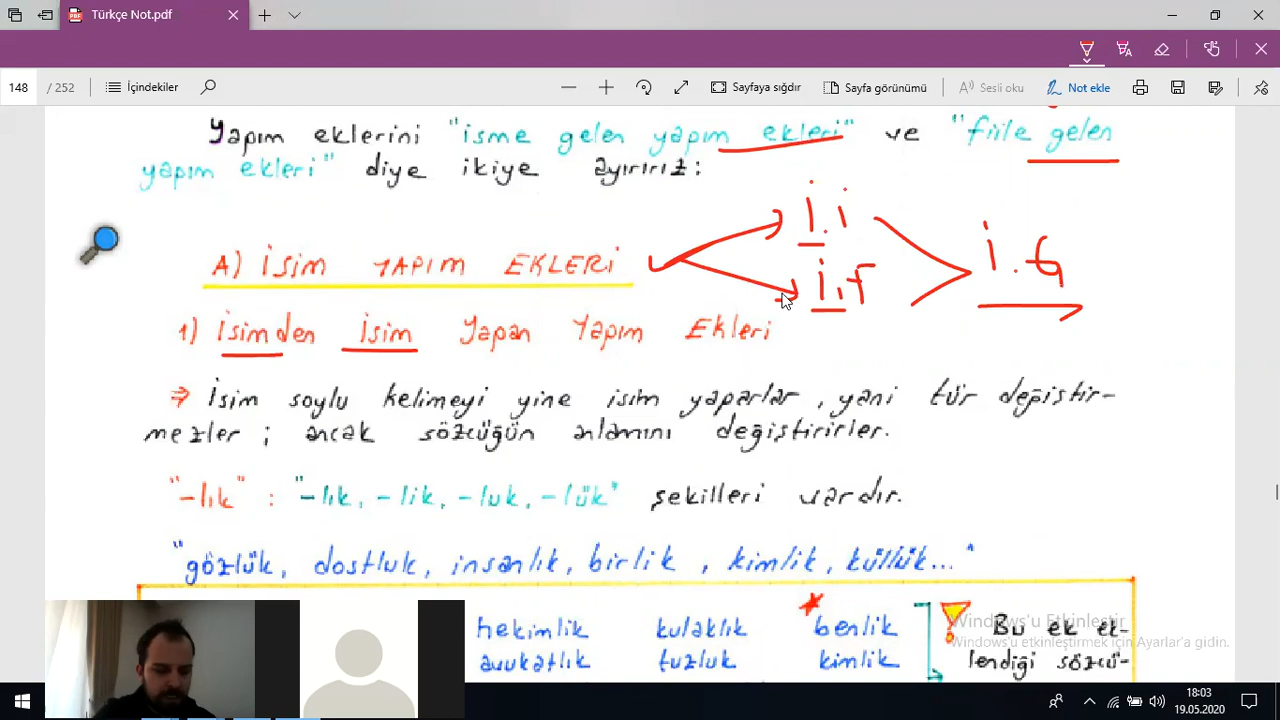 Türkçe Not.pdf
148 / 252
İçindekiler
Sayfaya sığdır
Sayfa görünümü
Sesli oku
Not ekle
Yapım eklerini "isme gelen yapım ekleri" ve "fiile gelen
yapım ekleri" diye ikiye ayırırız:
i.i
A) İSİM YAPIM EKLERİ
i.f
i.G
1) İsimden İsim Yapan Yapım Ekleri
⇒ İsim soylu kelimeyi yine isim yaparlar, yani tür değiştir-
mezler; ancak sözcüğün anlamını değiştirirler.
"-lık" : "-lık, -lik, -luk, -lük" şekilleri vardır.
"gözlük, dostluk, insanlık, birlik, kimlik, küllük..."
hekimlik kulaklık benlik
avukatlık tuzluk kimlik
Bu ek ek-
lendiği sözcü-
Windows'u Etkinleştir
Windows'u etkinleştirmek için Ayarlar'a gidin.
18:03
19.05.2020